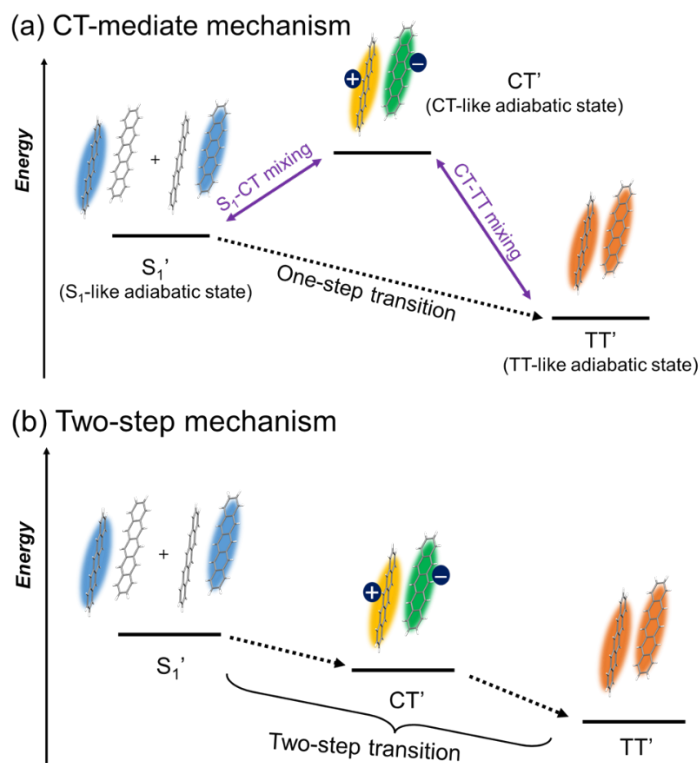 (a) CT-mediate mechanism
Energy
+
+
−
CT’
(CT-like adiabatic state)
S₁-CT mixing
CT-TT mixing
S₁’
(S₁-like adiabatic state)
One-step transition
TT’
(TT-like adiabatic state)
(b) Two-step mechanism
Energy
+
+
−
S₁’
CT’
TT’
Two-step transition